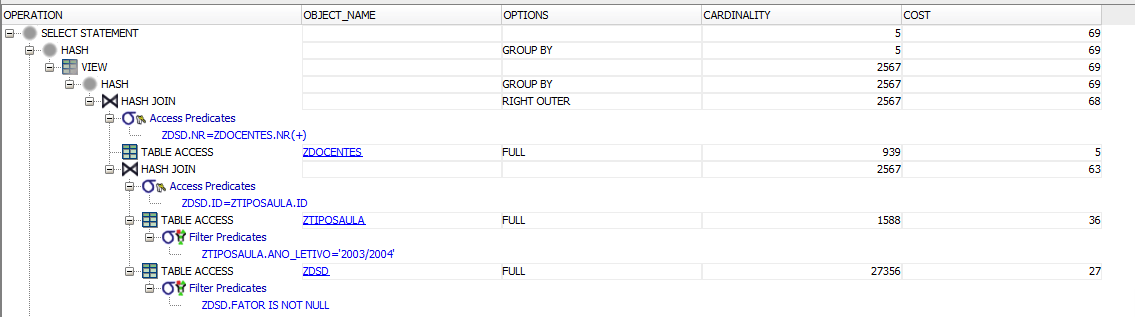 OPERATION OBJECT_NAME OPTIONS CARDINALITY COST
SELECT STATEMENT 5 69
HASH GROUP BY 5 69
VIEW 2567 69
HASH GROUP BY 2567 69
HASH JOIN RIGHT OUTER 2567 68
Access Predicates
ZDSD.NR=ZDOCENTES.NR(+)
TABLE ACCESS ZDOCENTES FULL 939 5
HASH JOIN 2567 63
Access Predicates
ZDSD.ID=ZTIPOSAULA.ID
TABLE ACCESS ZTIPOSAULA FULL 1588 36
Filter Predicates
ZTIPOSAULA.ANO_LETIVO='2003/2004'
TABLE ACCESS ZDSD FULL 27356 27
Filter Predicates
ZDSD.FATOR IS NOT NULL